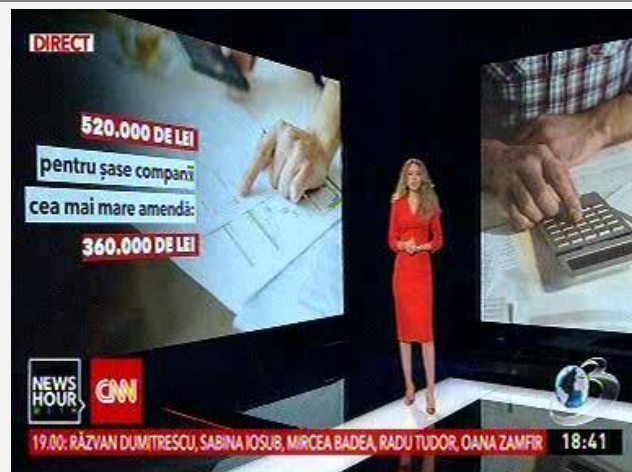 DIRECT
520.000 DE LEI
pentru șase companii
cea mai mare amendă:
360.000 DE LEI
NEWS
HOUR
WITH
CNN
19.00: RĂZVAN DUMITRESCU, SABINA IOSUB, MIRCEA BADEA, RADU TUDOR, OANA ZAMFIR
18:41